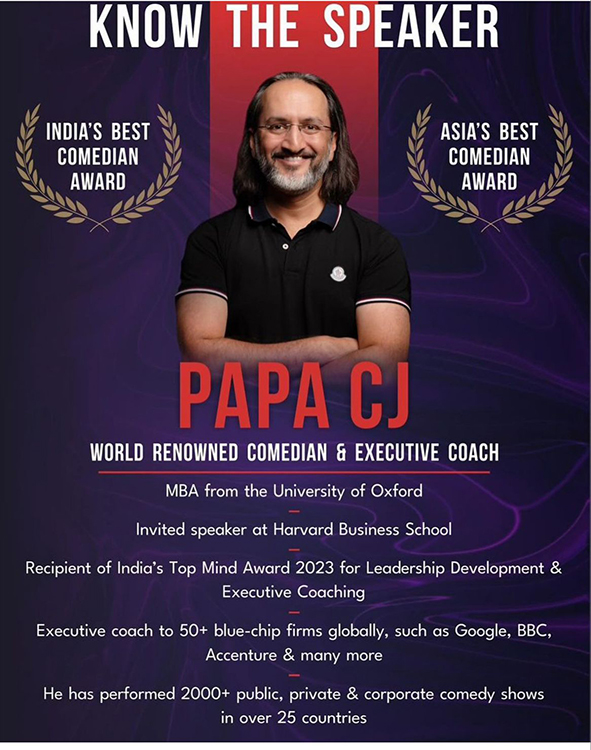 KNOW THE SPEAKER
INDIA'S BEST
COMEDIAN
AWARD
ASIA'S BEST
COMEDIAN
AWARD
PAPA CJ
WORLD RENOWNED COMEDIAN & EXECUTIVE COACH
MBA from the University of Oxford
Invited speaker at Harvard Business School
Recipient of India's Top Mind Award 2023 for Leadership Development &
Executive Coaching
Executive coach to 50+ blue-chip firms globally, such as Google, BBC,
Accenture & many more
He has performed 2000+ public, private & corporate comedy shows
in over 25 countries